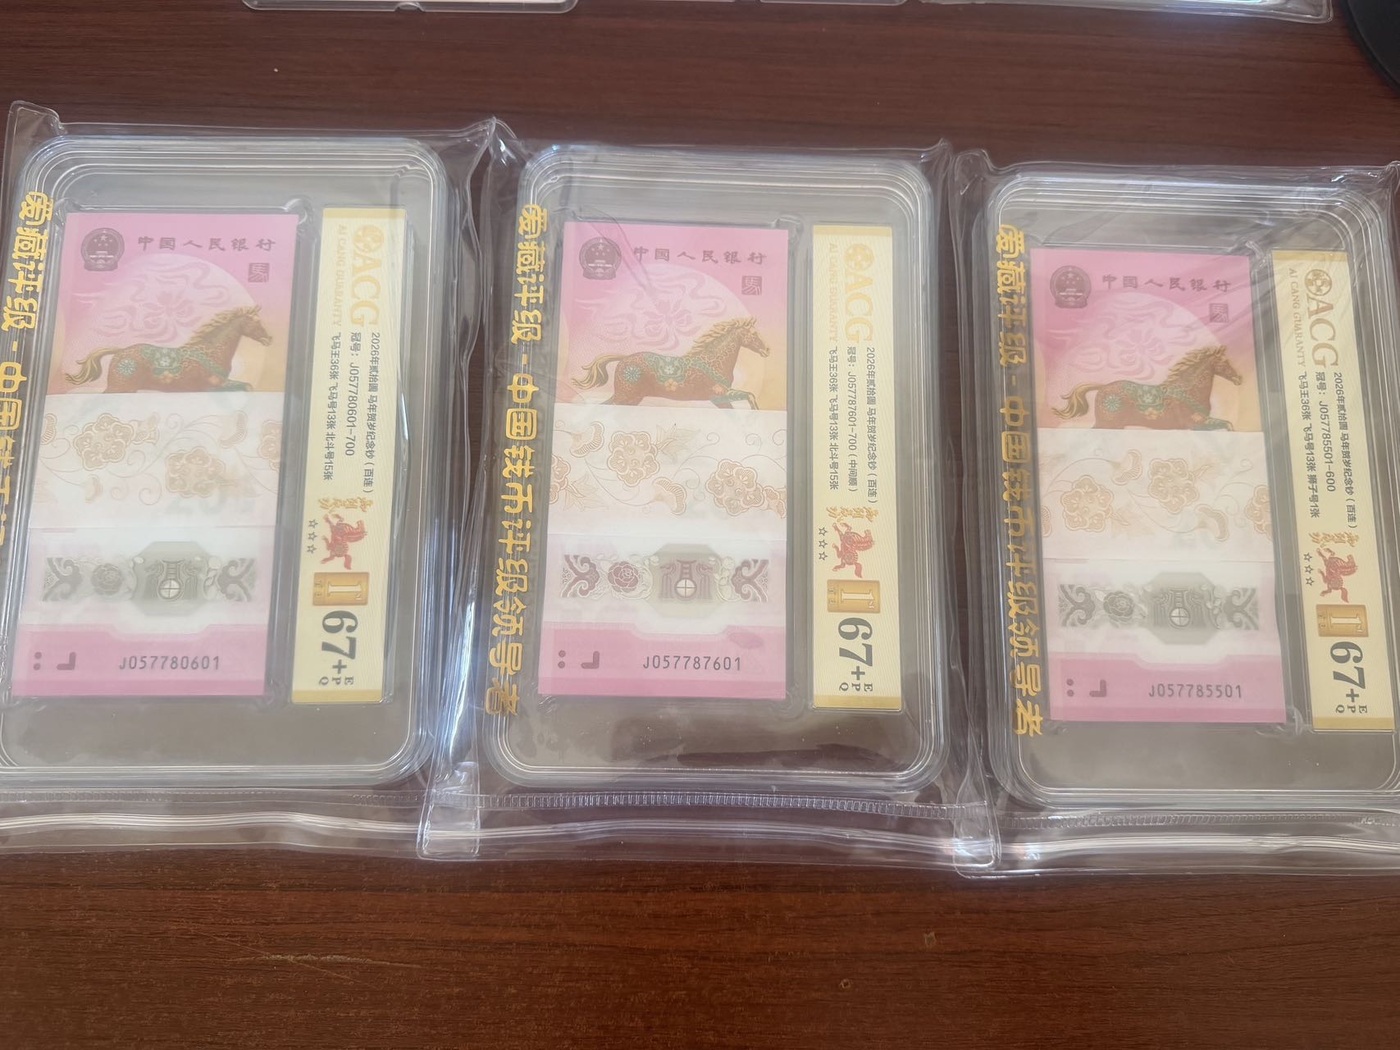 爱藏评级-中国钱币评级领导者
中国人民银行
J057780601
ACG
AI CANG GUARANTY
2026年贰拾圆 马年贺岁纪念钞（百连）
冠号：J057780601-700
飞马王36张 飞马号13张 北斗号15张
1st
67+
EPQ
爱藏评级-中国钱币评级领导者
中国人民银行
J057787601
ACG
AI CANG GUARANTY
2026年贰拾圆 马年贺岁纪念钞（百连）
冠号：J057787601-700（中间顺）
飞马王36张 飞马号13张 北斗号15张
1st
67+
EPQ
爱藏评级-中国钱币评级领导者
中国人民银行
J057785501
ACG
AI CANG GUARANTY
2026年贰拾圆 马年贺岁纪念钞（百连）
冠号：J057785501-600
飞马王36张 飞马号13张 狮子号1张
67+
EPQ